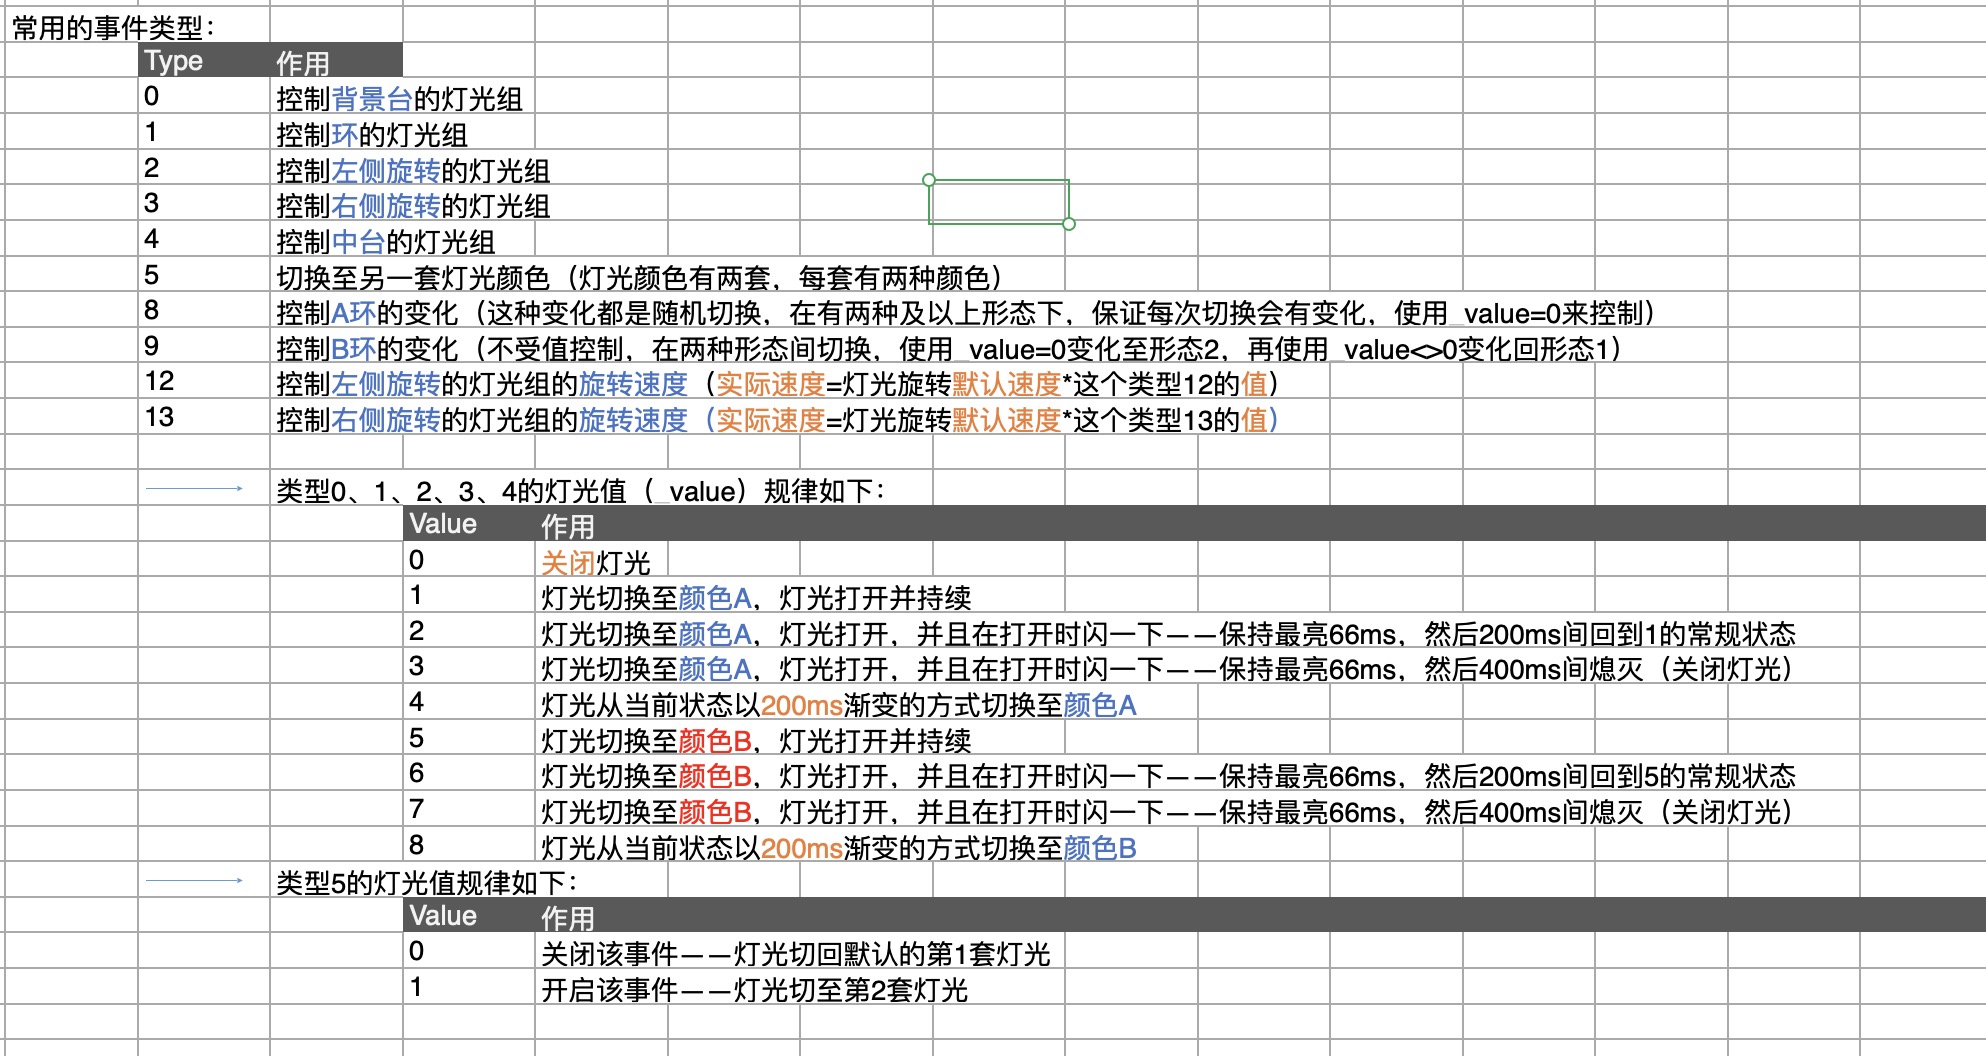 常用的事件类型：
Type 作用
0 控制背景台的灯光组
1 控制环的灯光组
2 控制左侧旋转的灯光组
3 控制右侧旋转的灯光组
4 控制中台的灯光组
5 切换至另一套灯光颜色（灯光颜色有两套，每套有两种颜色）
8 控制A环的变化（这种变化都是随机切换，在有两种及以上形态下，保证每次切换会有变化，使用_value=0来控制）
9 控制B环的变化（不受值控制，在两种形态间切换，使用_value=0变化至形态2，再使用_value<>0变化回形态1）
12 控制左侧旋转的灯光组的旋转速度（实际速度=灯光旋转默认速度*这个类型12的值）
13 控制右侧旋转的灯光组的旋转速度（实际速度=灯光旋转默认速度*这个类型13的值）
类型0、1、2、3、4的灯光值（_value）规律如下：
Value 作用
0 关闭灯光
1 灯光切换至颜色A，灯光打开并持续
2 灯光切换至颜色A，灯光打开，并且在打开时闪一下——保持最亮66ms，然后200ms间回到1的常规状态
3 灯光切换至颜色A，灯光打开，并且在打开时闪一下——保持最亮66ms，然后400ms间熄灭（关闭灯光）
4 灯光从当前状态以200ms渐变的方式切换至颜色A
5 灯光切换至颜色B，灯光打开并持续
6 灯光切换至颜色B，灯光打开，并且在打开时闪一下——保持最亮66ms，然后200ms间回到5的常规状态
7 灯光切换至颜色B，灯光打开，并且在打开时闪一下——保持最亮66ms，然后400ms间熄灭（关闭灯光）
8 灯光从当前状态以200ms渐变的方式切换至颜色B
类型5的灯光值规律如下：
Value 作用
0 关闭该事件——灯光切回默认的第1套灯光
1 开启该事件——灯光切至第2套灯光